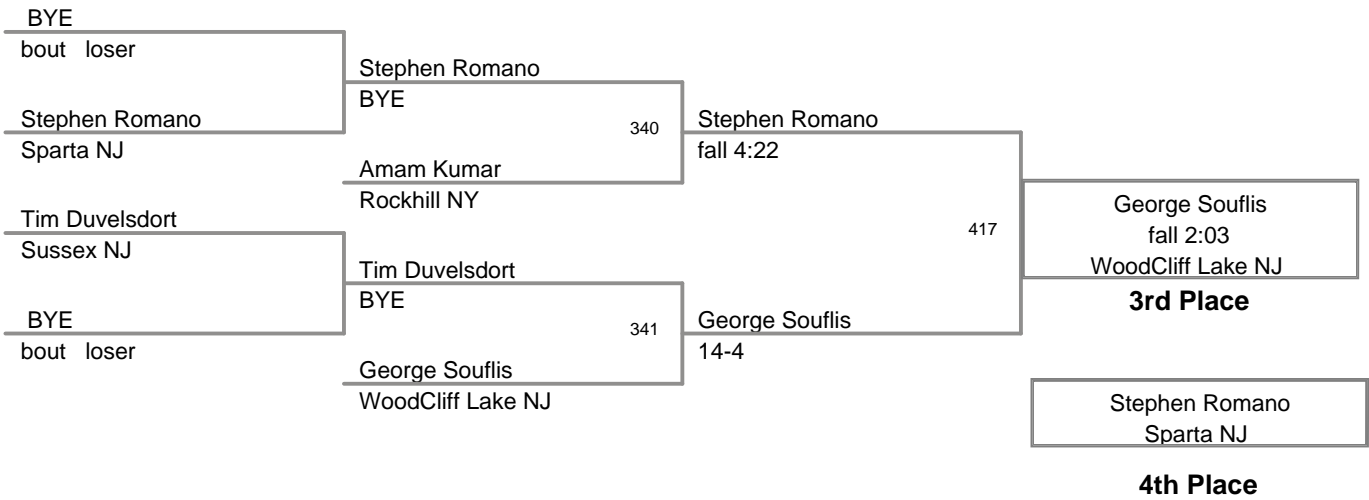 BYE
bout loser
Stephen Romano
Sparta NJ
Tim Duvelsdort
Sussex NJ
BYE
bout loser
Stephen Romano
BYE
340
Amam Kumar
Rockhill NY
Tim Duvelsdort
BYE
341
George Souflis
WoodCliff Lake NJ
Stephen Romano
fall 4:22
417
George Souflis
14-4
George Souflis
fall 2:03
WoodCliff Lake NJ
3rd Place
Stephen Romano
Sparta NJ
4th Place